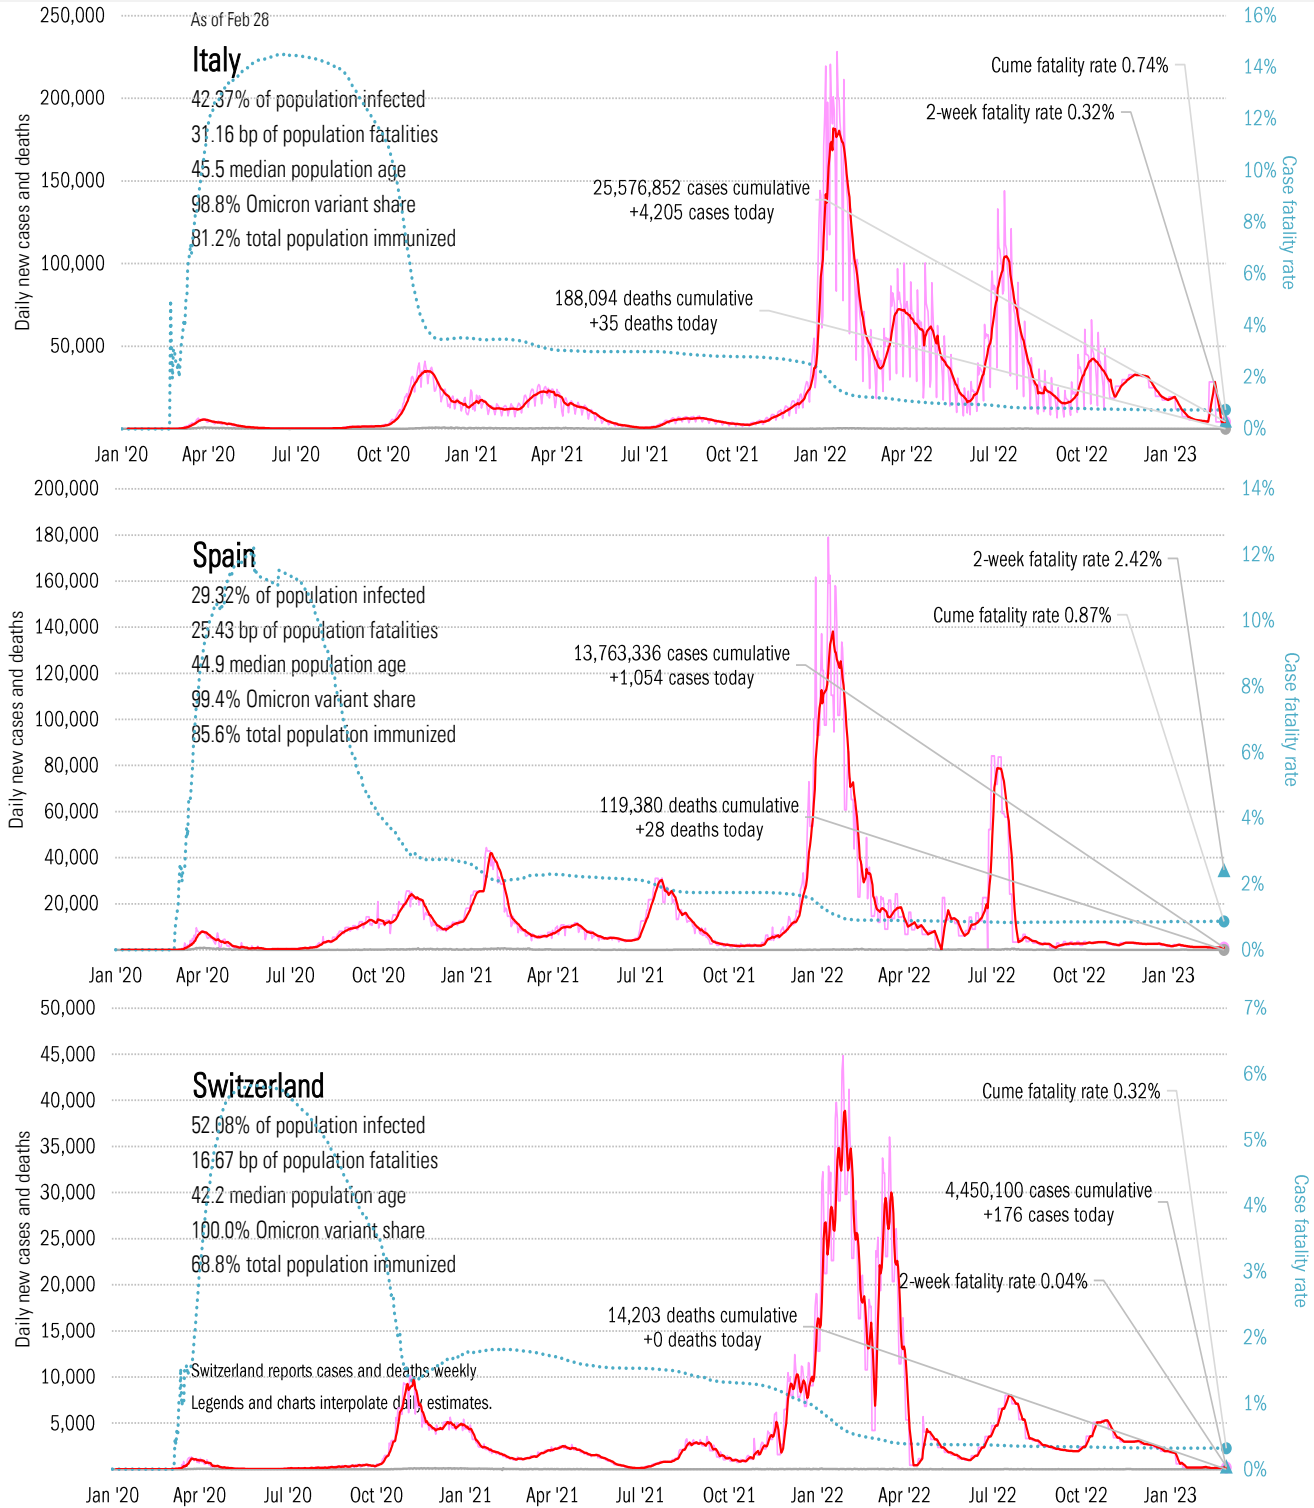 250,000
As of Feb 28
16%
Italy
Cume fatality rate 0.74%
14%
200,000
42.37% of population infected
2-week fatality rate 0.32%
12%
31.16 bp of population fatalities
150,000
45.5 median population age
10%
25,576,852 cases cumulative
+4,205 cases today
98.8% Omicron variant share
8%
81.2% total population immunized
100,000
6%
188,094 deaths cumulative
+35 deaths today
4%
50,000
2%
0%
Daily new cases and deaths
Case fatality rate
Jan '20 Apr '20 Jul '20 Oct '20 Jan '21 Apr '21 Jul '21 Oct '21 Jan '22 Apr '22 Jul '22 Oct '22 Jan '23
200,000
14%
180,000
Spain
2-week fatality rate 2.42%
12%
160,000
29.32% of population infected
Cume fatality rate 0.87%
140,000
25.43 bp of population fatalities
10%
13,763,336 cases cumulative
+1,054 cases today
44.9 median population age
120,000
99.4% Omicron variant share
8%
100,000
85.6% total population immunized
6%
80,000
119,380 deaths cumulative
+28 deaths today
60,000
4%
40,000
2%
20,000
0%
Daily new cases and deaths
Case fatality rate
Jan '20 Apr '20 Jul '20 Oct '20 Jan '21 Apr '21 Jul '21 Oct '21 Jan '22 Apr '22 Jul '22 Oct '22 Jan '23
50,000
7%
45,000
Switzerland
6%
Cume fatality rate 0.32%
40,000
52.08% of population infected
35,000
5%
16.67 bp of population fatalities
30,000
42.2 median population age
4,450,100 cases cumulative
+176 cases today
4%
100.0% Omicron variant share
25,000
68.8% total population immunized
3%
2-week fatality rate 0.04%
20,000
14,203 deaths cumulative
+0 deaths today
15,000
2%
Switzerland reports cases and deaths weekly
10,000
Legends and charts interpolate daily estimates.
1%
5,000
0%
Daily new cases and deaths
Case fatality rate
Jan '20 Apr '20 Jul '20 Oct '20 Jan '21 Apr '21 Jul '21 Oct '21 Jan '22 Apr '22 Jul '22 Oct '22 Jan '23